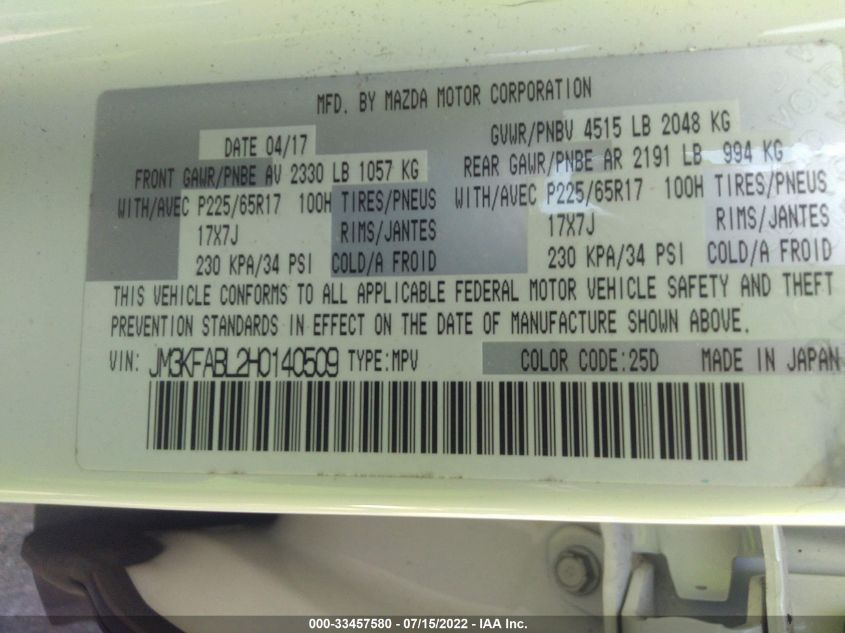 MFD. BY MAZDA MOTOR CORPORATION
DATE 04/17 GVWR/PNBV 4515 LB 2048 KG
FRONT GAWR/PNBE AV 2330 LB 1057 KG REAR GAWR/PNBE AR 2191 LB 994 KG
WITH/AVEC P225/65R17 100H TIRES/PNEUS WITH/AVEC P225/65R17 100H TIRES/PNEUS
17X7J RIMS/JANTES 17X7J RIMS/JANTES
230 KPA/34 PSI COLD/A FROID 230 KPA/34 PSI COLD/A FROID
THIS VEHICLE CONFORMS TO ALL APPLICABLE FEDERAL MOTOR VEHICLE SAFETY AND THEFT
PREVENTION STANDARDS IN EFFECT ON THE DATE OF MANUFACTURE SHOWN ABOVE.
VIN: JM3KFABL2H0140509 TYPE:MPV COLOR CODE:25D MADE IN JAPAN
000-33457580 - 07/15/2022 - IAA Inc.